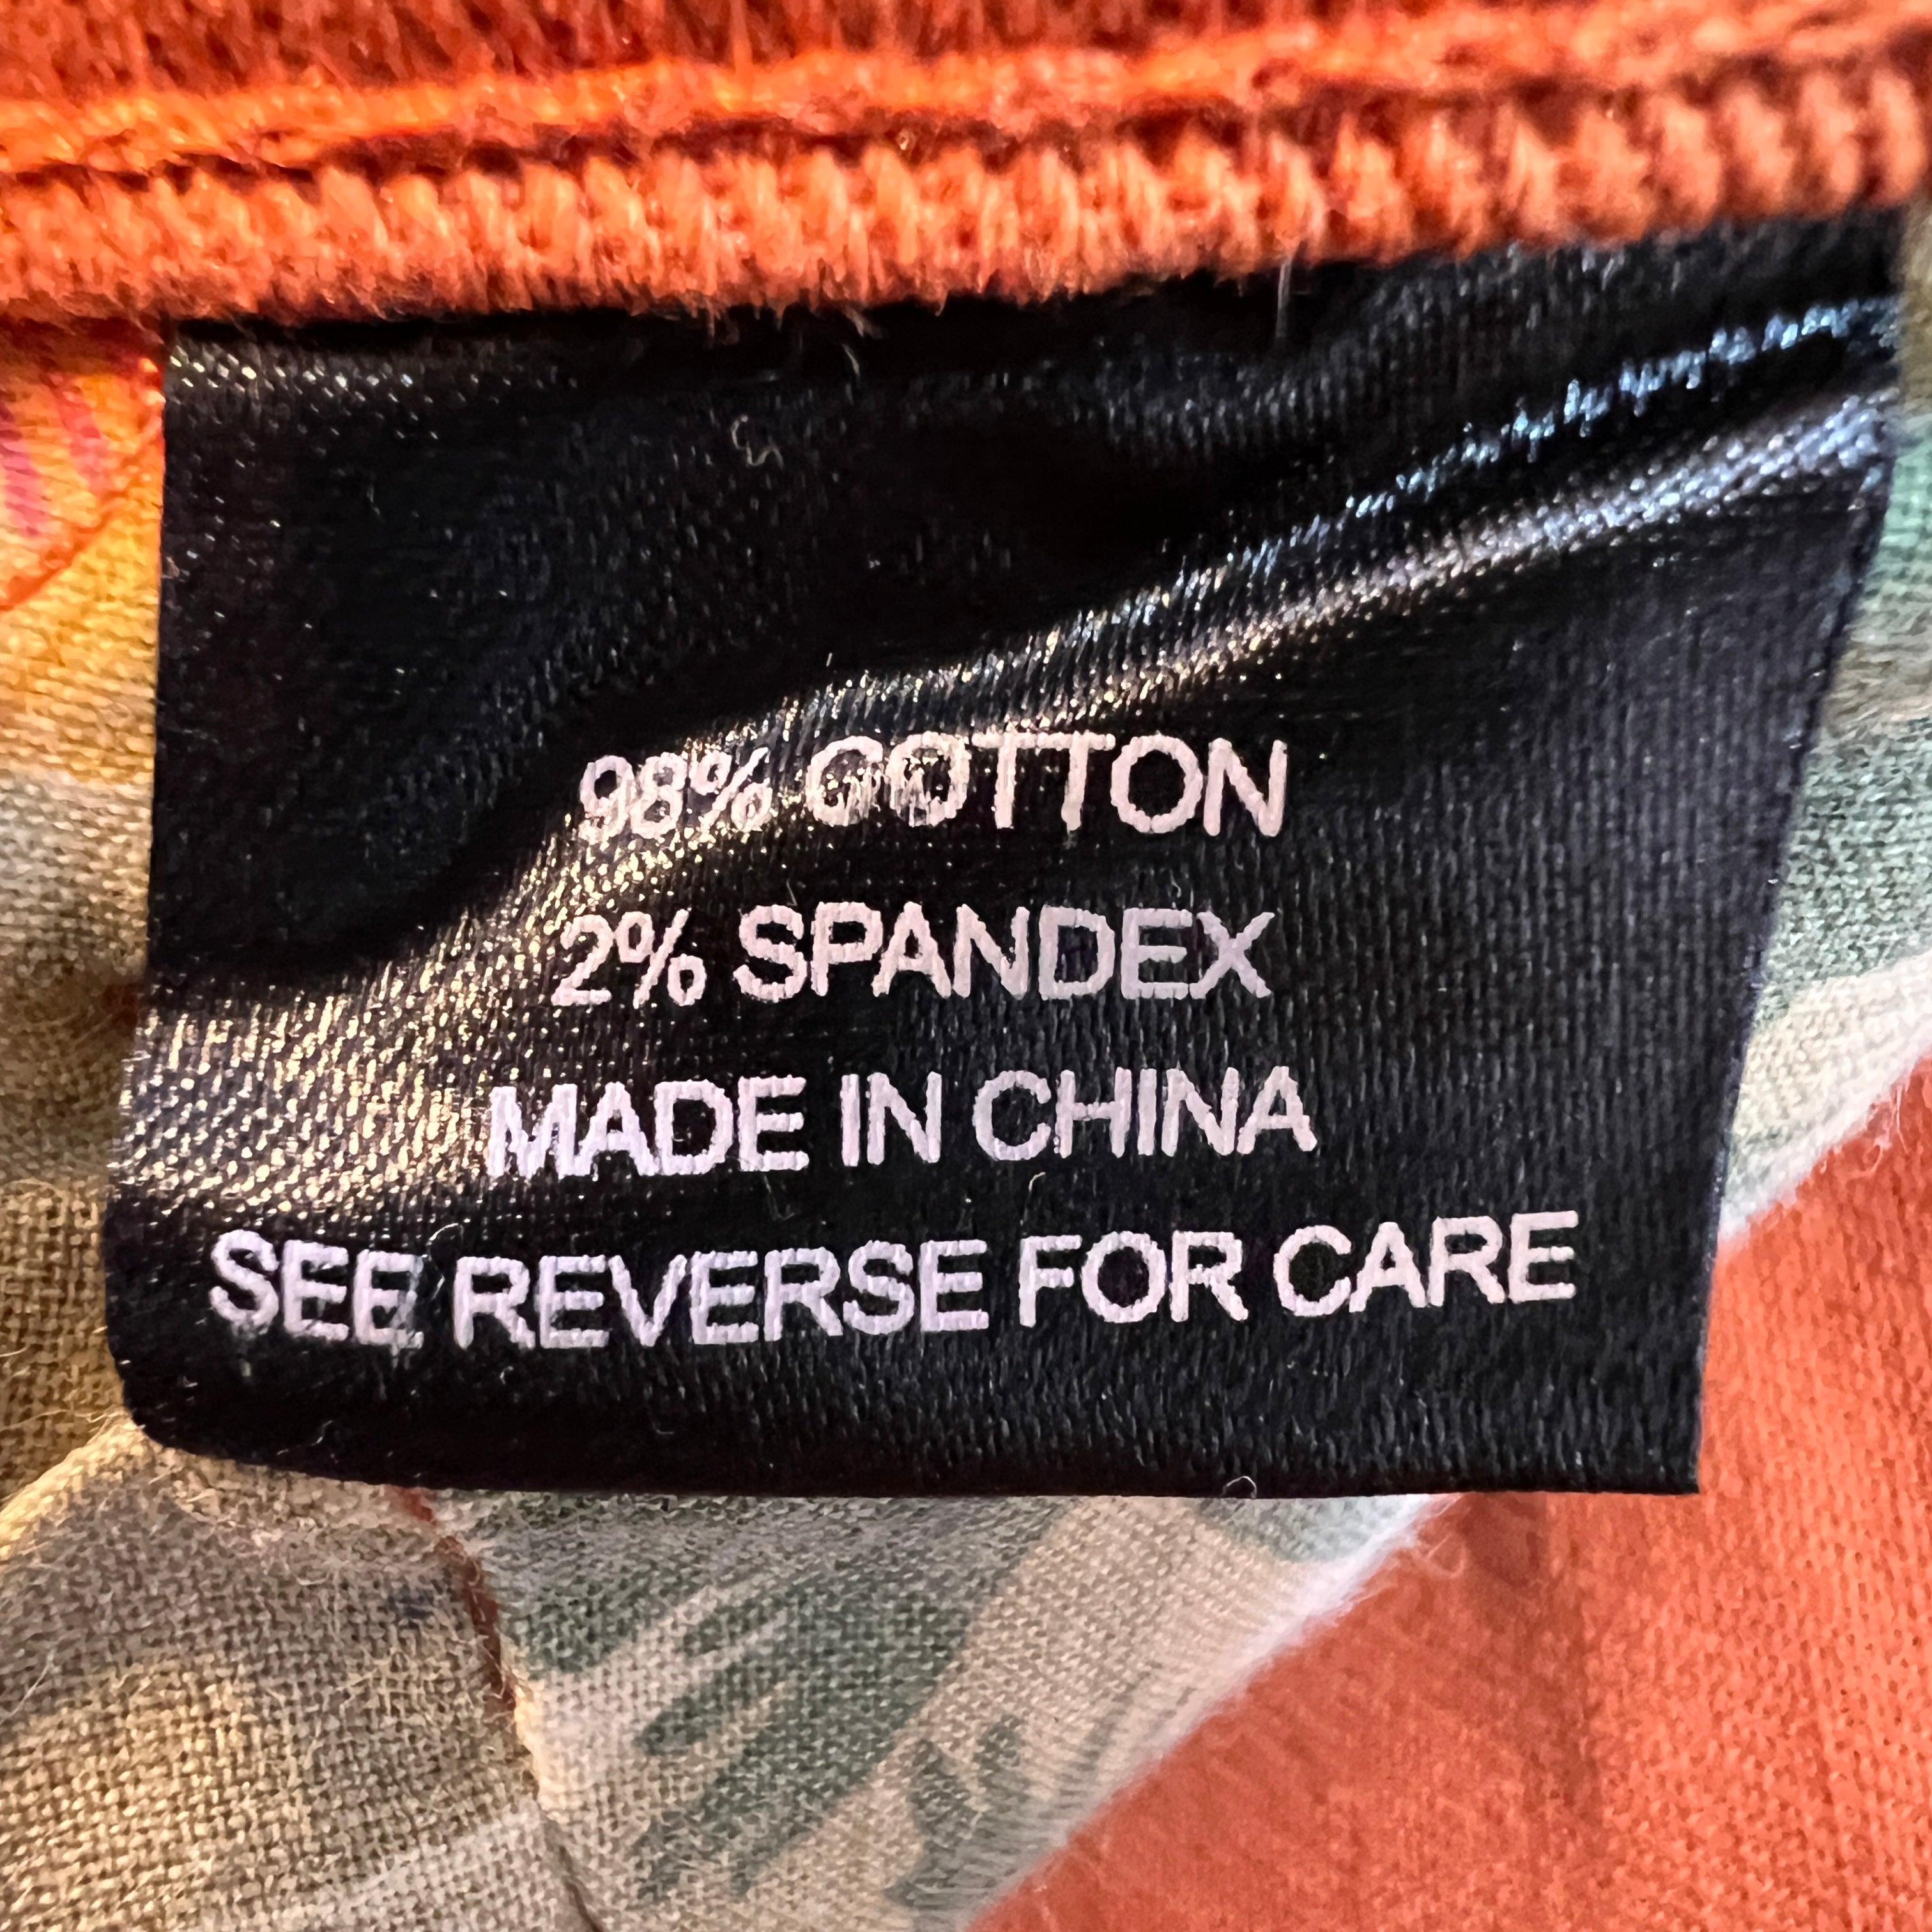 98% COTTON
2% SPANDEX
MADE IN CHINA
SEE REVERSE FOR CARE